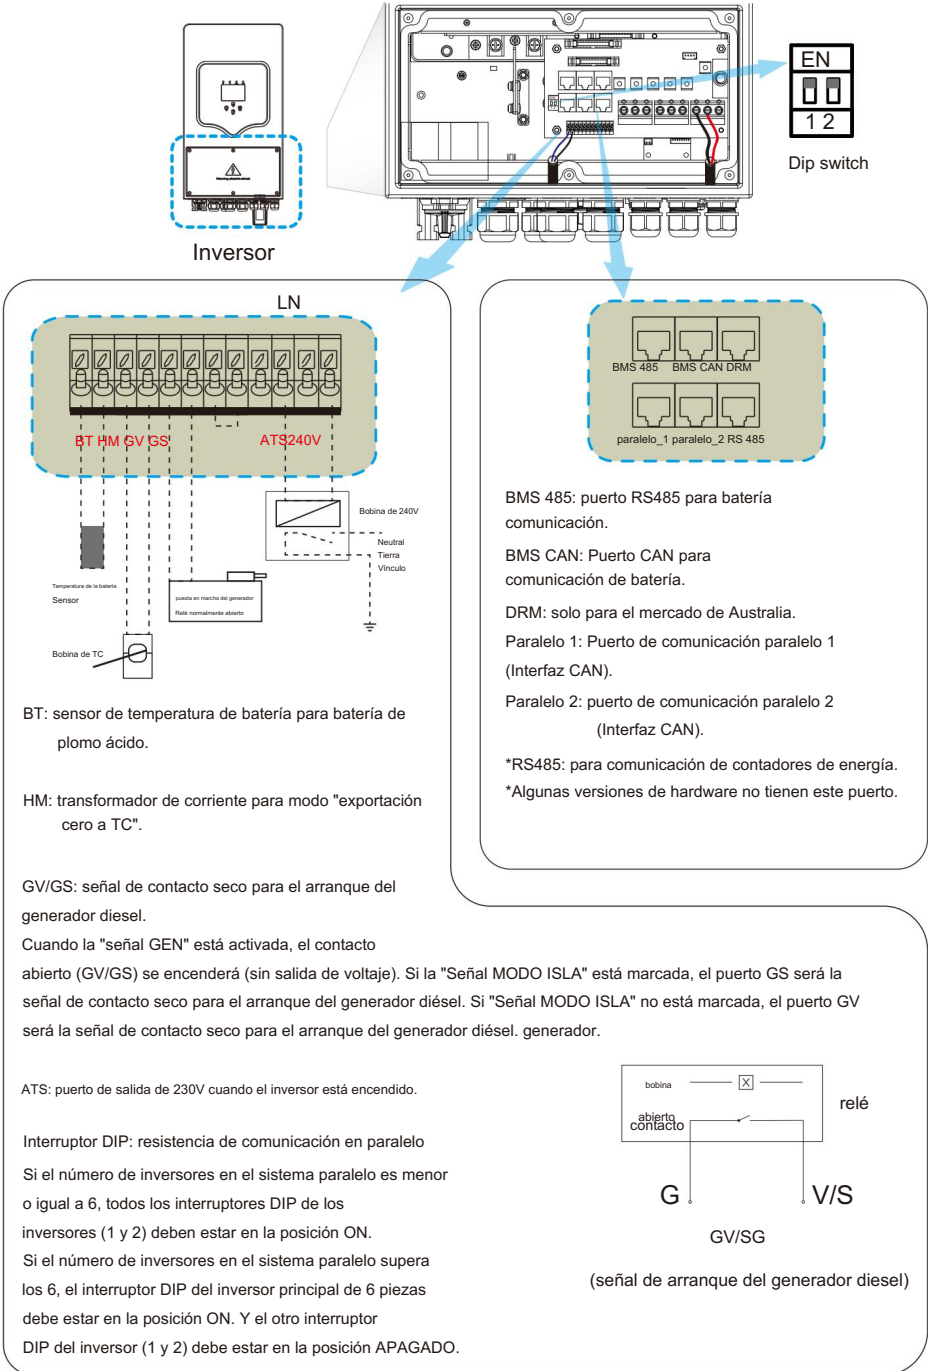 EN
1 2
Dip switch
Warning electric shock
Inversor
LN
BT HM GV GS
ATS240V
Bobina de 240V
Neutral
Tierra
Vínculo
Temperatura de la batería
Sensor
puesta en marcha del generador
Relé normalmente abierto
Bobina de TC
BMS 485 BMS CAN DRM
paralelo_1 paralelo_2 RS 485
BMS 485: puerto RS485 para batería
comunicación.
BMS CAN: Puerto CAN para
comunicación de batería.
DRM: solo para el mercado de Australia.
Paralelo 1: Puerto de comunicación paralelo 1
(Interfaz CAN).
Paralelo 2: puerto de comunicación paralelo 2
(Interfaz CAN).
*RS485: para comunicación de contadores de energía.
*Algunas versiones de hardware no tienen este puerto.
BT: sensor de temperatura de batería para batería de
plomo ácido.
HM: transformador de corriente para modo "exportación
cero a TC".
GV/GS: señal de contacto seco para el arranque del
generador diesel.
Cuando la "señal GEN" está activada, el contacto
abierto (GV/GS) se encenderá (sin salida de voltaje). Si la "Señal MODO ISLA" está marcada, el puerto GS será la
señal de contacto seco para el arranque del generador diésel. Si "Señal MODO ISLA" no está marcada, el puerto GV
será la señal de contacto seco para el arranque del generador diésel. generador.
ATS: puerto de salida de 230V cuando el inversor está encendido.
Interruptor DIP: resistencia de comunicación en paralelo
Si el número de inversores en el sistema paralelo es menor
o igual a 6, todos los interruptores DIP de los
inversores (1 y 2) deben estar en la posición ON.
Si el número de inversores en el sistema paralelo supera
los 6, el interruptor DIP del inversor principal de 6 piezas
debe estar en la posición ON. Y el otro interruptor
DIP del inversor (1 y 2) debe estar en la posición APAGADO.
bobina
X
abierto
contacto
relé
G
V/S
GV/SG
(señal de arranque del generador diesel)